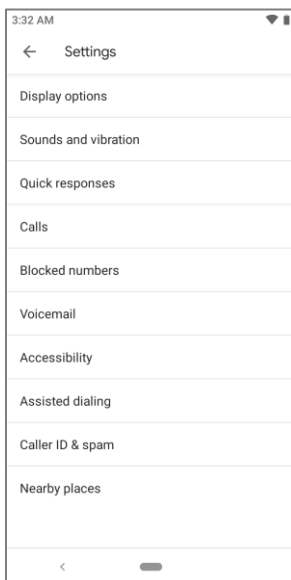 3:32 AM
Settings
Display options
Sounds and vibration
Quick responses
Calls
Blocked numbers
Voicemail
Accessibility
Assisted dialing
Caller ID & spam
Nearby places